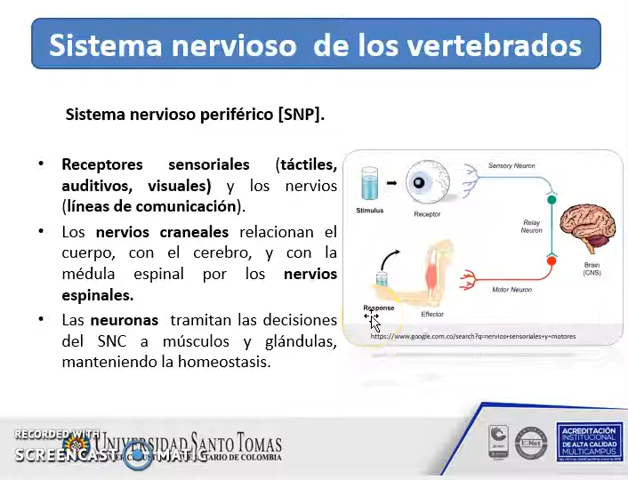 Sistema nervioso de los vertebrados
Sistema nervioso periférico [SNP].
• Receptores sensoriales (táctiles,
auditivos, visuales) y los nervios
(líneas de comunicación).
• Los nervios craneales relacionan el
cuerpo, con el cerebro, y con la
médula espinal por los nervios
espinales.
• Las neuronas tramitan las decisiones
del SNC a músculos y glándulas,
manteniendo la homeostasis.
Sensory Neuron
Stimulus
Receptor
Relay
Neuron
Brain
(CNS)
Motor Neuron
Response
Effector
https://www.google.com.co/search?q=nervios+sensoriales+y+motores
RECORDED WITH
SCREENCAST MATIC
UNIVERSIDAD SANTO TOMAS
DE COLOMBIA
IQNet
ACREDITACIÓN
INSTITUCIONAL
DE ALTA CALIDAD
MULTICAMPUS